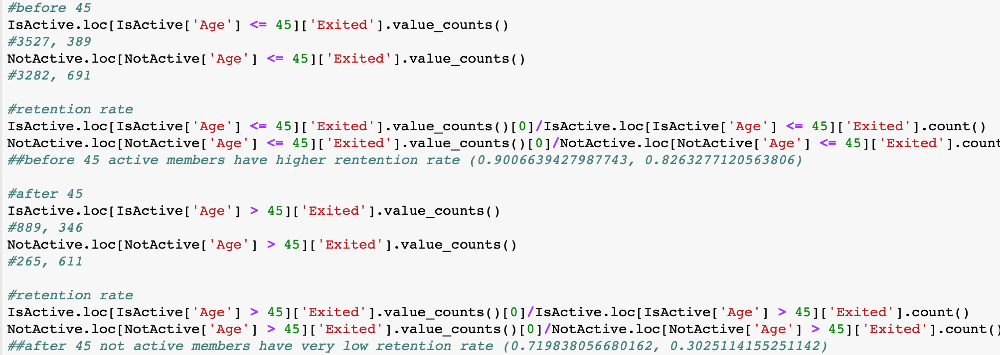 #before 45
IsActive.loc[IsActive['Age'] <= 45]['Exited'].value_counts()
#3527, 389
NotActive.loc[NotActive['Age'] <= 45]['Exited'].value_counts()
#3282, 691
#retention rate
IsActive.loc[IsActive['Age'] <= 45]['Exited'].value_counts()[0]/IsActive.loc[IsActive['Age'] <= 45]['Exited'].count()
NotActive.loc[NotActive['Age'] <= 45]['Exited'].value_counts()[0]/NotActive.loc[NotActive['Age'] <= 45]['Exited'].count
##before 45 active members have higher rentention rate (0.9006639427987743, 0.8263277120563806)
#after 45
IsActive.loc[IsActive['Age'] > 45]['Exited'].value_counts()
#889, 346
NotActive.loc[NotActive['Age'] > 45]['Exited'].value_counts()
#265, 611
#retention rate
IsActive.loc[IsActive['Age'] > 45]['Exited'].value_counts()[0]/IsActive.loc[IsActive['Age'] > 45]['Exited'].count()
NotActive.loc[NotActive['Age'] > 45]['Exited'].value_counts()[0]/NotActive.loc[NotActive['Age'] > 45]['Exited'].count()
##after 45 not active members have very low retention rate (0.719838056680162, 0.3025114155251142)